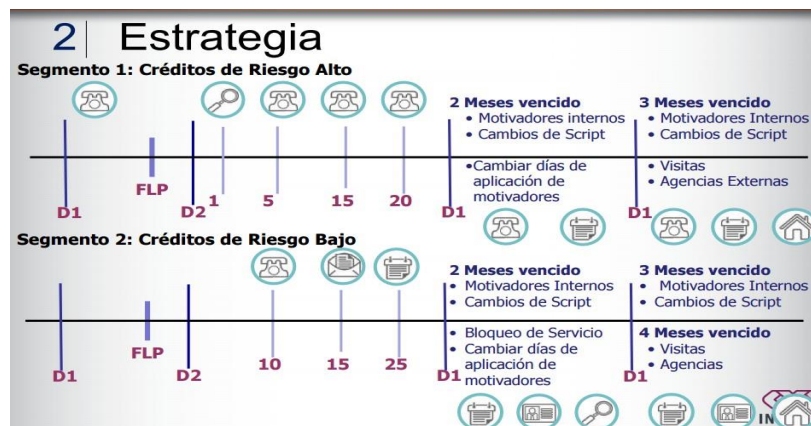 2| Estrategia
Segmento 1: Créditos de Riesgo Alto
2 Meses vencido
• Motivadores internos
• Cambios de Script
3 Meses vencido
• Motivadores Internos
• Cambios de Script
•Cambiar días de
aplicación de
motivadores
• Visitas
• Agencias Externas
D1
FLP
D2
1
5
15
20
D1
D1
Segmento 2: Créditos de Riesgo Bajo
2 Meses vencido
• Motivadores Internos
• Cambios de Script
3 Meses vencido
• Motivadores Internos
• Cambios de Script
• Bloqueo de Servicio
• Cambiar días de
aplicación de
motivadores
4 Meses vencido
• Visitas
• Agencias
D1
FLP
D2
10
15
25
D1
D1